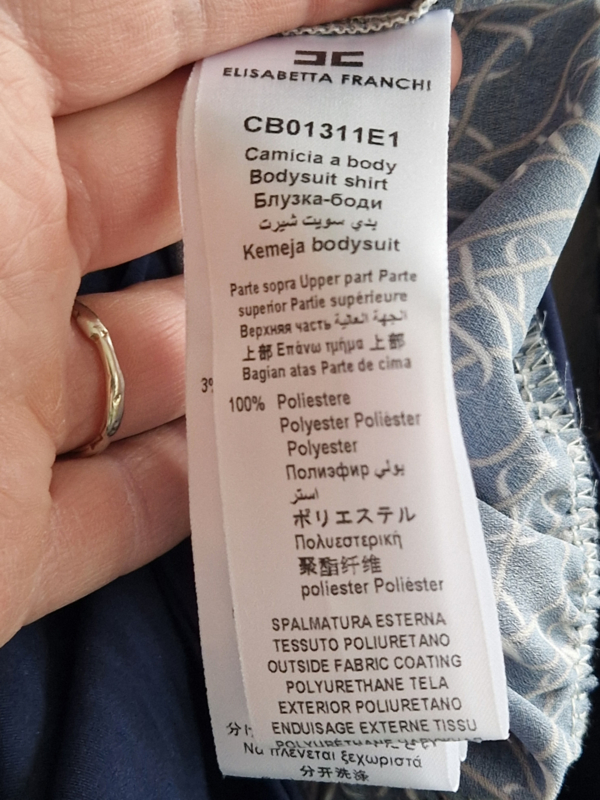 ELISABETTA FRANCHI
CB01311E1
Camicia a body
Bodysuit shirt
Блузка-боди
بدي سويت شيرت
Kemeja bodysuit
Parte sopra Upper part Parte
superior Partie supérieure
Верхняя часть الجهة العالية
上部 Επάνω τμήμα 上部
Bagian atas Parte de cima
3%
100% Poliestere
Polyester Poliéster
Polyester
Полиэфир بولي
استر
ポリエステル
Πολυεστερική
聚酯纤维
poliester Poliéster
SPALMATURA ESTERNA
TESSUTO POLIURETANO
OUTSIDE FABRIC COATING
POLYURETHANE TELA
EXTERIOR POLIURETANO
ENDUISAGE EXTERNE TISSU
Να πλένεται ξεχωριστά
分开洗涤